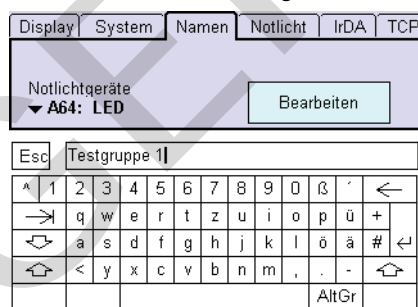 Display System Namen Notlicht IrDA TCP
Notlichtgeräte
A64: LED Bearbeiten
Esc Testgruppe 1
^ 1 2 3 4 5 6 7 8 9 0 ß ´
q w e r t z u i o p ü +
a s d f g h j k l ö ä #
< y x c v b n m , . -
AltGr